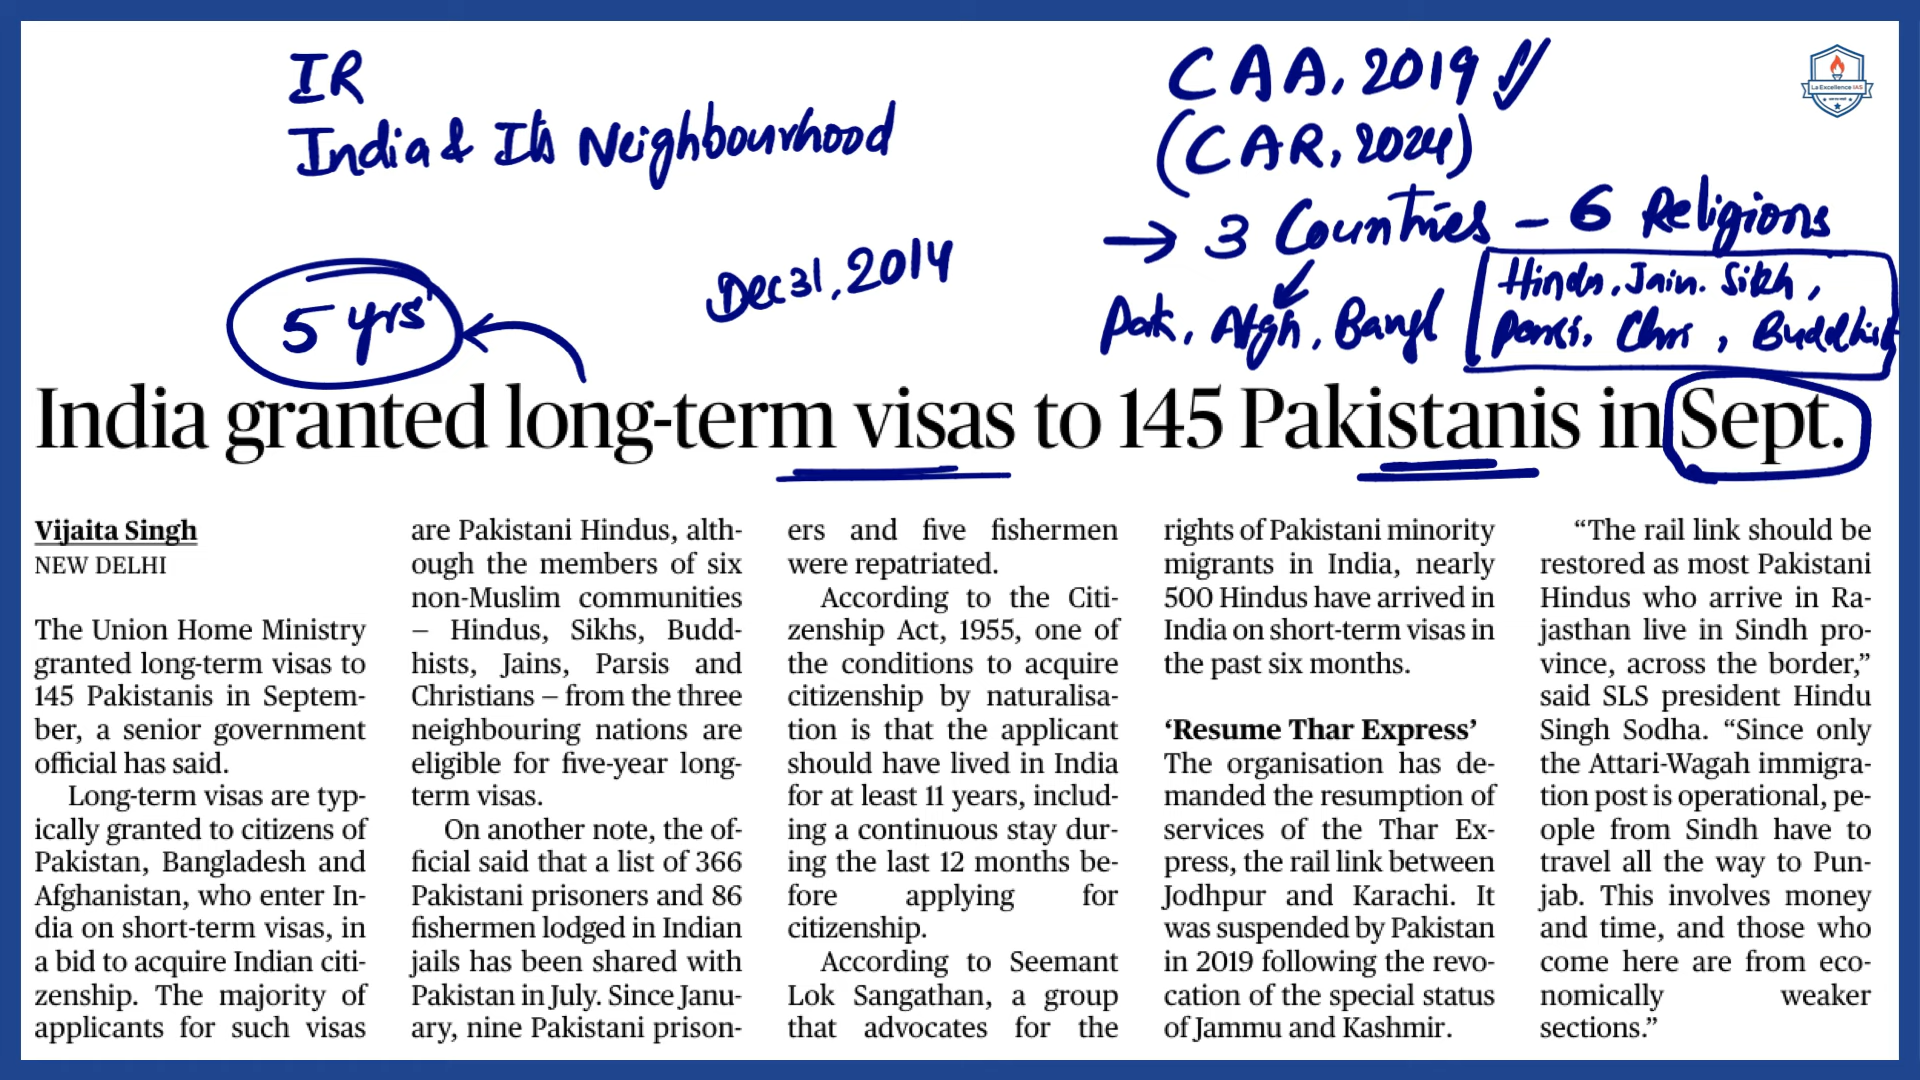 IR
India & Its Neighbourhood
CAA, 2019
(CAR, 2024)
→ 3 Countries – 6 Religions
Pak, Afgh, Bangl
Hindu, Jain. Sikh,
Parsi, Chri, Buddhist
Dec 31, 2014
5 yrs
La Excellence IAS
India granted long-term visas to 145 Pakistanis in Sept.
Vijaita Singh
NEW DELHI
The Union Home Ministry
granted long-term visas to
145 Pakistanis in Septem-
ber, a senior government
official has said.
Long-term visas are typ-
ically granted to citizens of
Pakistan, Bangladesh and
Afghanistan, who enter In-
dia on short-term visas, in
a bid to acquire Indian citi-
zenship. The majority of
applicants for such visas
are Pakistani Hindus, alth-
ough the members of six
non-Muslim communities
— Hindus, Sikhs, Budd-
hists, Jains, Parsis and
Christians — from the three
neighbouring nations are
eligible for five-year long-
term visas.
On another note, the of-
ficial said that a list of 366
Pakistani prisoners and 86
fishermen lodged in Indian
jails has been shared with
Pakistan in July. Since Janu-
ary, nine Pakistani prison-
ers and five fishermen
were repatriated.
According to the Citi-
zenship Act, 1955, one of
the conditions to acquire
citizenship by naturalisa-
tion is that the applicant
should have lived in India
for at least 11 years, includ-
ing a continuous stay dur-
ing the last 12 months be-
fore applying for
citizenship.
According to Seemant
Lok Sangathan, a group
that advocates for the
rights of Pakistani minority
migrants in India, nearly
500 Hindus have arrived in
India on short-term visas in
the past six months.
‘Resume Thar Express’
The organisation has de-
manded the resumption of
services of the Thar Ex-
press, the rail link between
Jodhpur and Karachi. It
was suspended by Pakistan
in 2019 following the revo-
cation of the special status
of Jammu and Kashmir.
“The rail link should be
restored as most Pakistani
Hindus who arrive in Ra-
jasthan live in Sindh pro-
vince, across the border,”
said SLS president Hindu
Singh Sodha. “Since only
the Attari-Wagah immigra-
tion post is operational, pe-
ople from Sindh have to
travel all the way to Pun-
jab. This involves money
and time, and those who
come here are from eco-
nomically weaker
sections.”